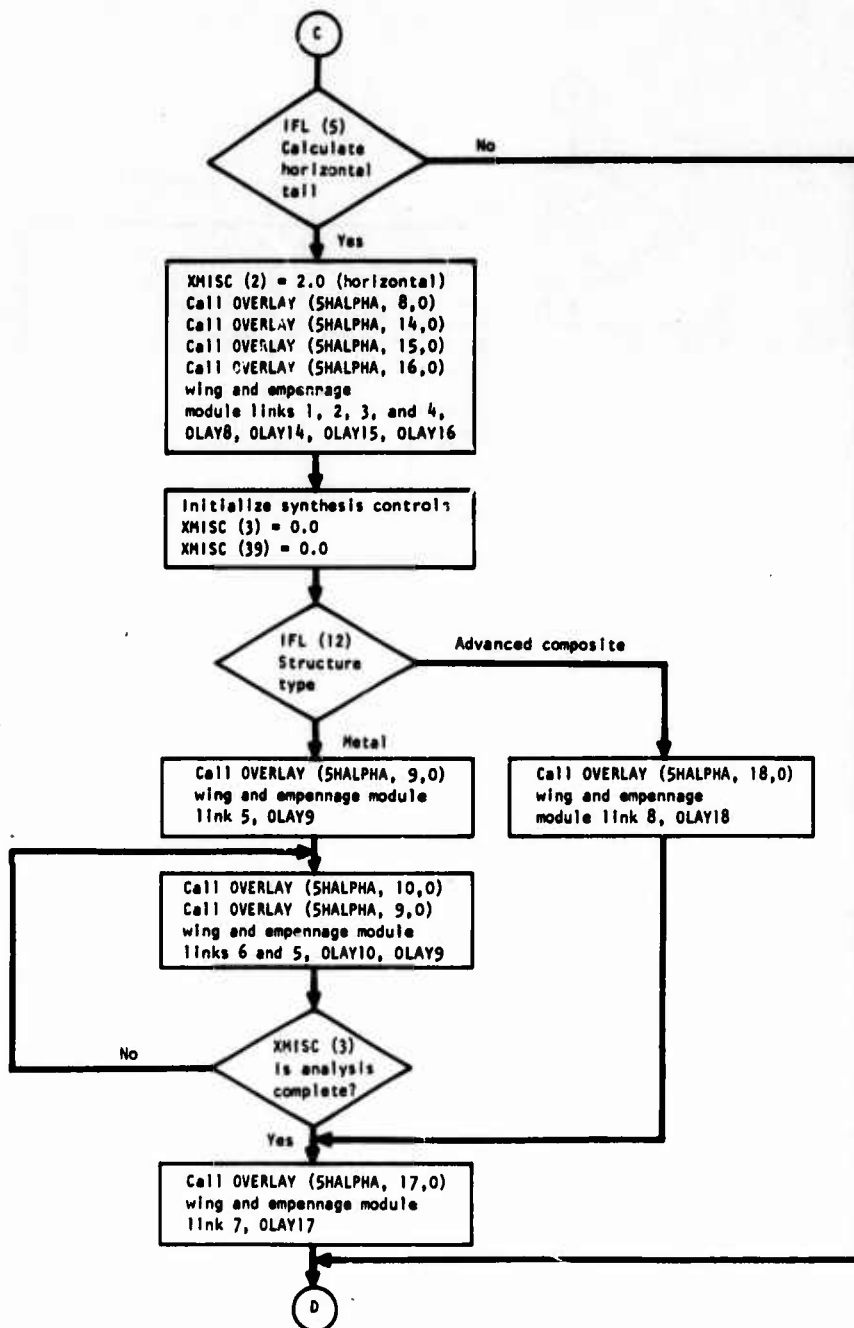 C
IFL (5)
Calculate
horizontal
tail
No
Yes
XMISC (2) = 2.0 (horizontal)
Call OVERLAY (5HALPHA, 8,0)
Call OVERLAY (5HALPHA, 14,0)
Call OVERLAY (5HALPHA, 15,0)
Call OVERLAY (5HALPHA, 16,0)
wing and empennage
module links 1, 2, 3, and 4,
OLAY8, OLAY14, OLAY15, OLAY16
Initialize synthesis controls
XMISC (3) = 0.0
XMISC (39) = 0.0
IFL (12)
Structure
type
Advanced composite
Metal
Call OVERLAY (5HALPHA, 9,0)
wing and empennage module
link 5, OLAY9
Call OVERLAY (5HALPHA, 18,0)
wing and empennage
module link 8, OLAY18
Call OVERLAY (5HALPHA, 10,0)
Call OVERLAY (5HALPHA, 9,0)
wing and empennage module
links 6 and 5, OLAY10, OLAY9
XMISC (3)
is analysis
complete?
No
Yes
Call OVERLAY (5HALPHA, 17,0)
wing and empennage module
link 7, OLAY17
D